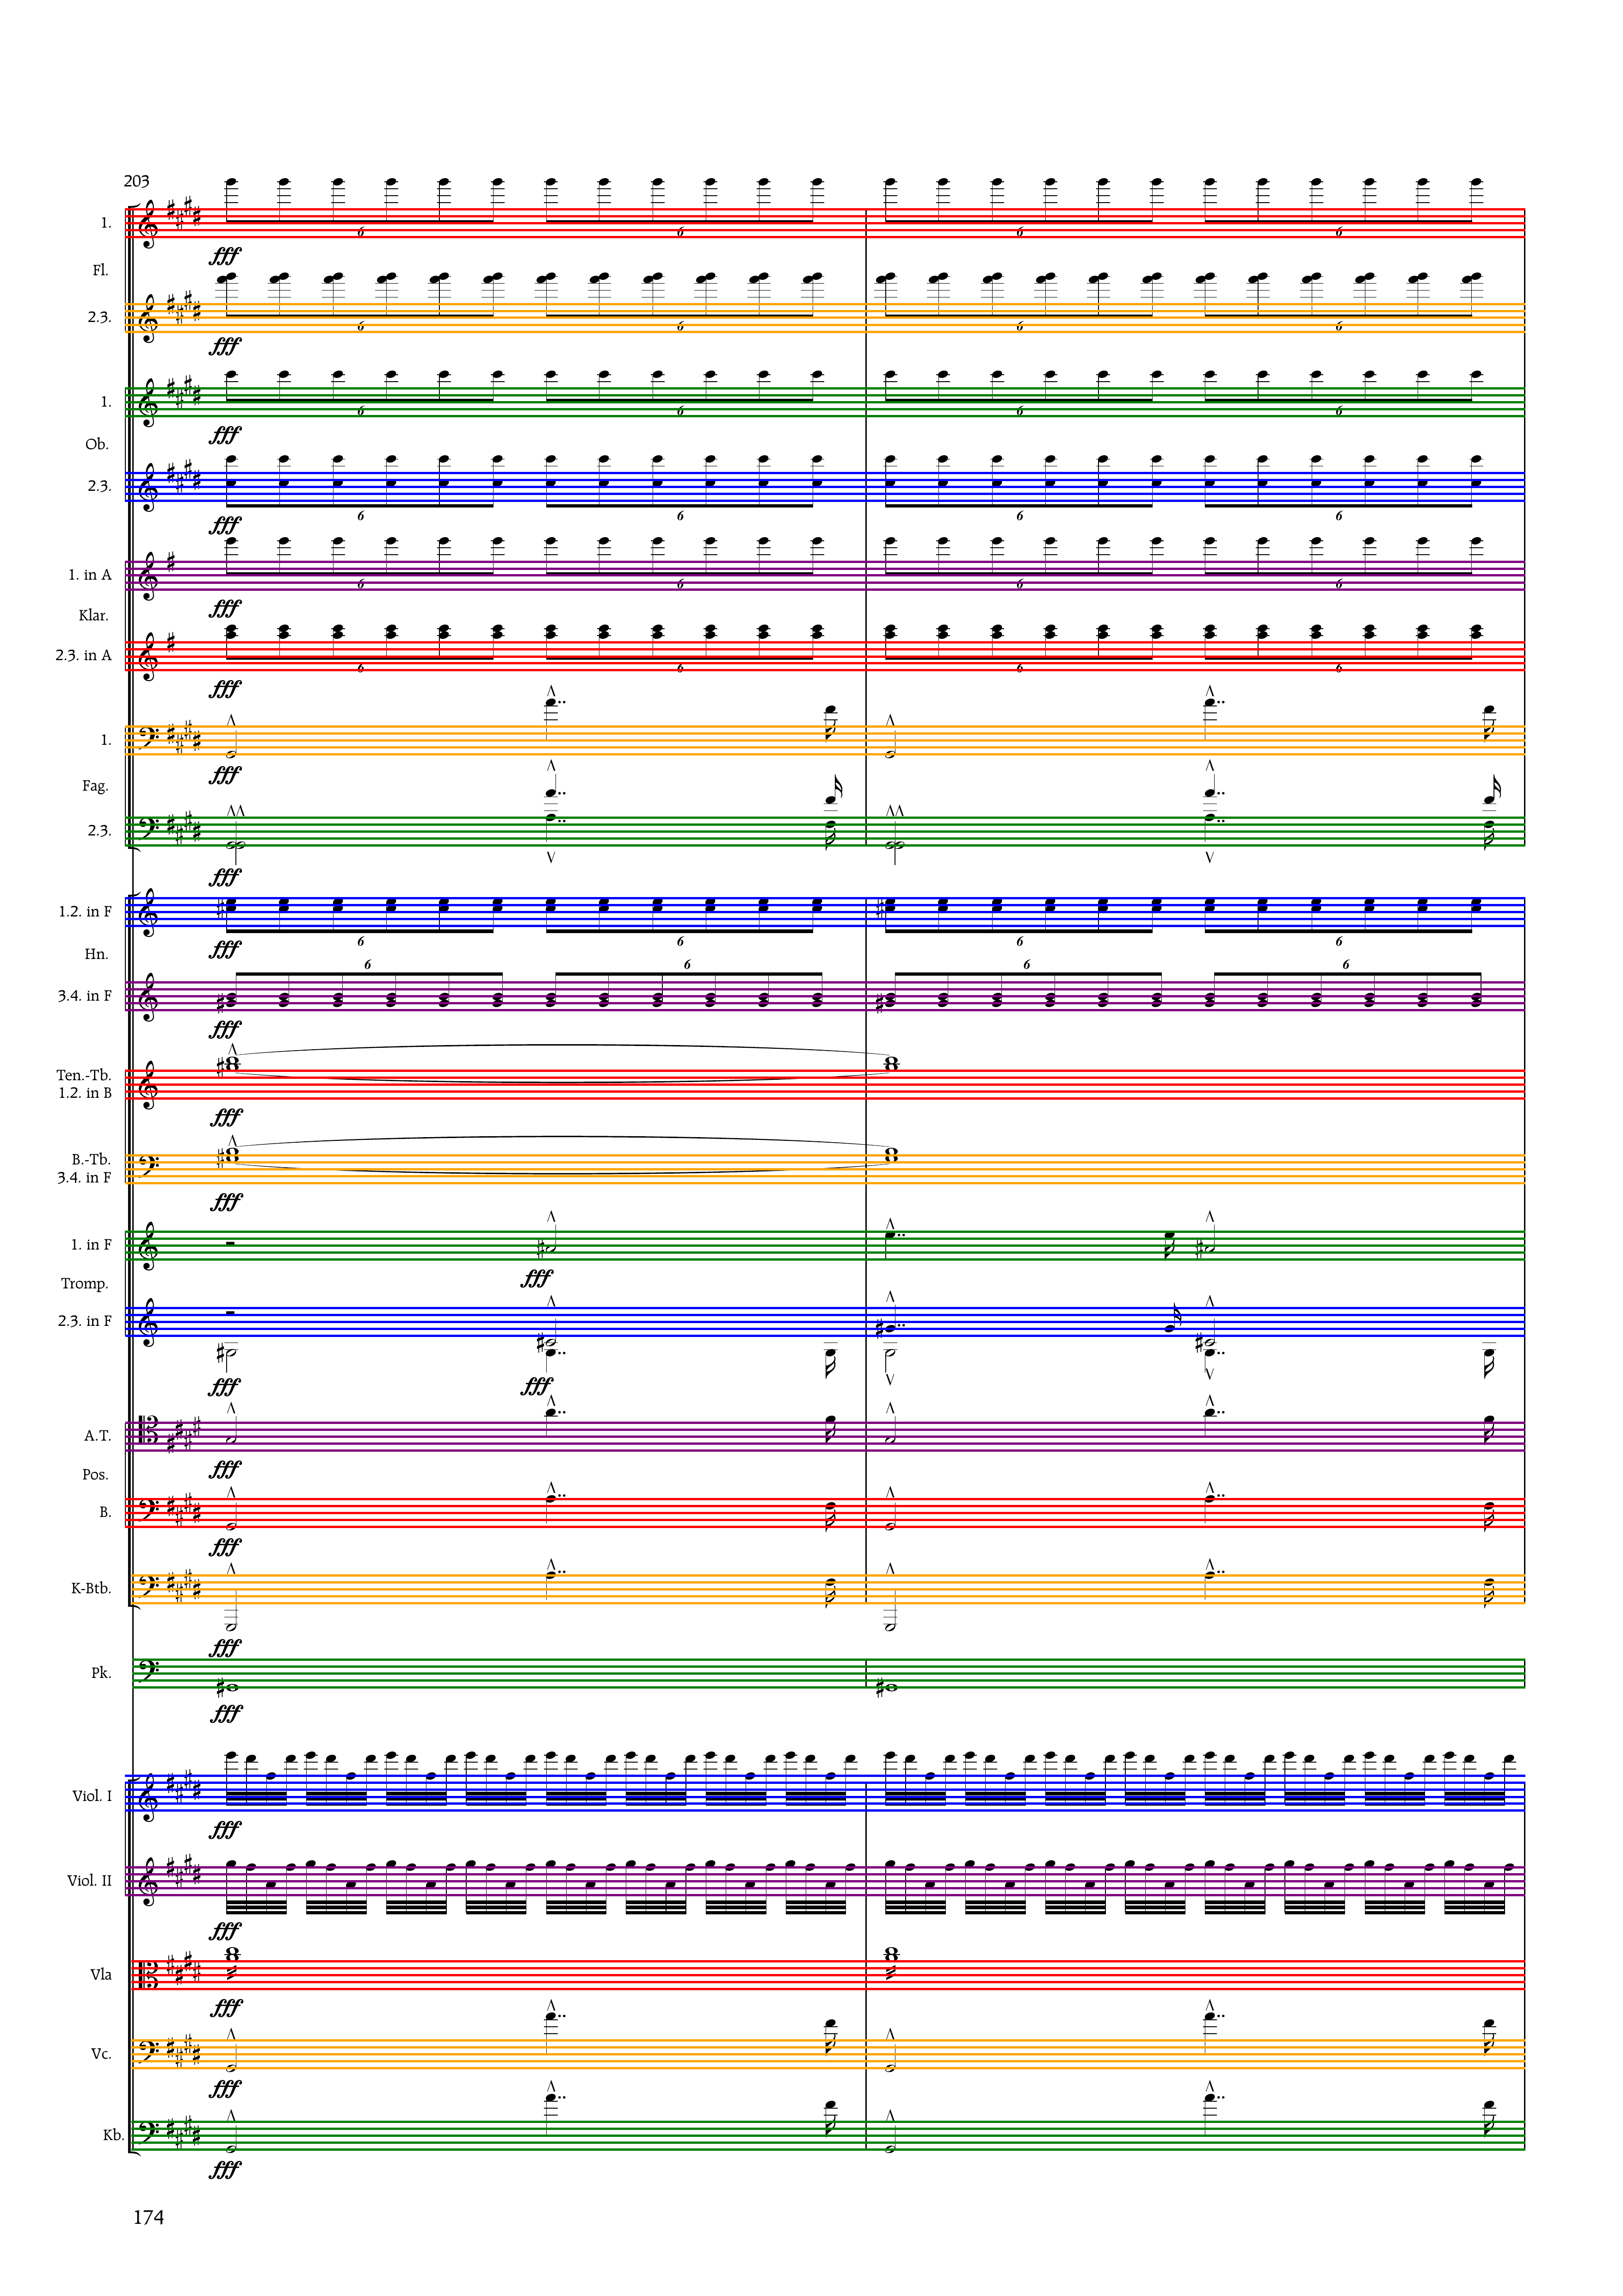 203
1.
6 6 6 6
fff
Fl.
2.3.
6 6 6 6
fff
1.
6 6 6 6
fff
Ob.
2.3.
6 6 6 6
fff
1. in A
6 6 6 6
fff
Klar.
2.3. in A
6 6 6 6
fff
1.
fff
Fag.
2.3.
fff
1.2. in F
6 6 6 6
fff
Hn.
6 6 6 6
3.4. in F
fff
Ten.-Tb.
1.2. in B
fff
B.-Tb.
3.4. in F
fff
1. in F
fff
Tromp.
2.3. in F
fff fff
A.T.
fff
Pos.
B.
fff
K-Btb.
fff
Pk.
fff
Viol. I
fff
Viol. II
fff
Vla
fff
Vc.
fff
Kb.
fff
174